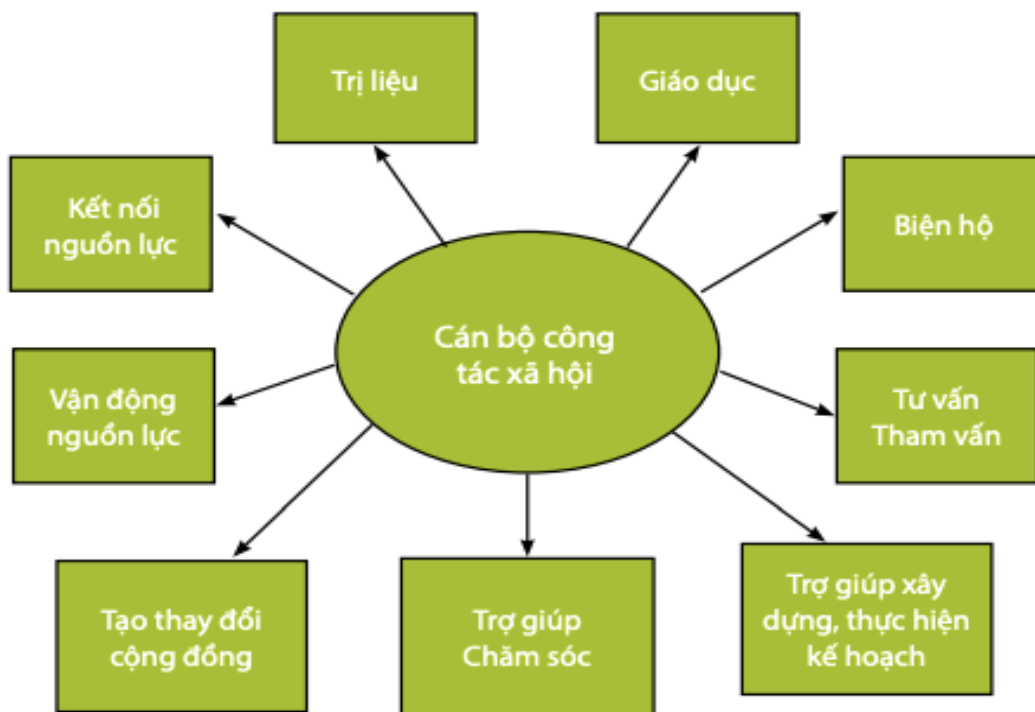 Trị liệu
Giáo dục
Kết nối
nguồn lực
Biện hộ
Cán bộ công
tác xã hội
Vận động
nguồn lực
Tư vấn
Tham vấn
Tạo thay đổi
cộng đồng
Trợ giúp
Chăm sóc
Trợ giúp xây
dựng, thực hiện
kế hoạch